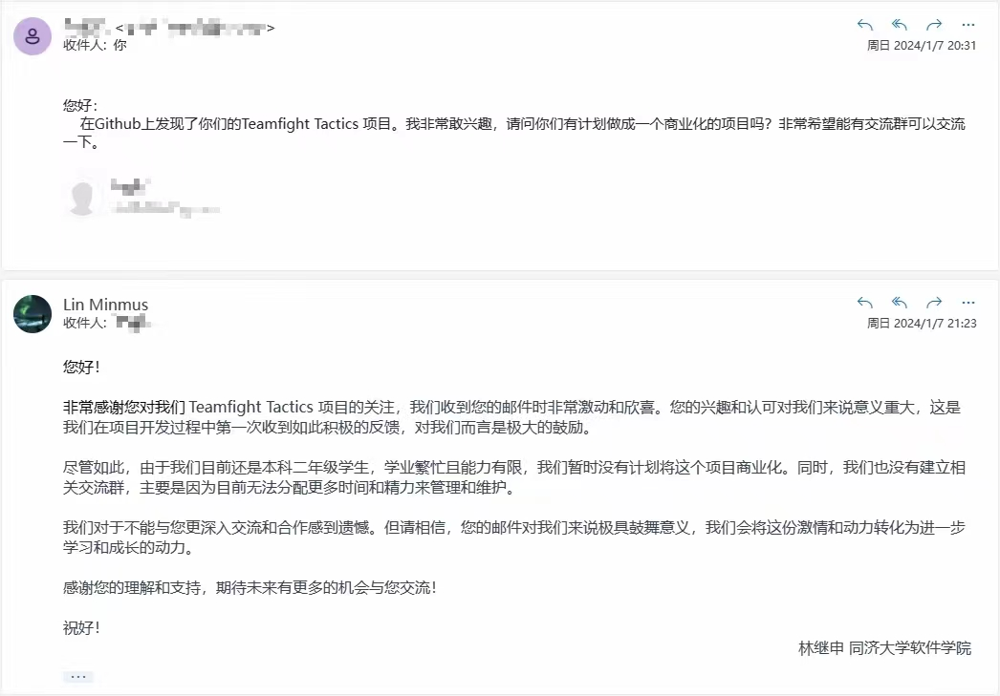 收件人: 你
周日 2024/1/7 20:31
您好：
在Github上发现了你们的Teamfight Tactics 项目。我非常敢兴趣，请问你们有计划做成一个商业化的项目吗？非常希望能有交流群可以交流
一下。
Lin Minmus
收件人:
周日 2024/1/7 21:23
您好！
非常感谢您对我们 Teamfight Tactics 项目的关注，我们收到您的邮件时非常激动和欣喜。您的兴趣和认可对我们来说意义重大，这是
我们在项目开发过程中第一次收到如此积极的反馈，对我们而言是极大的鼓励。
尽管如此，由于我们目前还是本科二年级学生，学业繁忙且能力有限，我们暂时没有计划将这个项目商业化。同时，我们也没有建立相
关交流群，主要是因为目前无法分配更多时间和精力来管理和维护。
我们对于不能与您更深入交流和合作感到遗憾。但请相信，您的邮件对我们来说极具鼓舞意义，我们会将这份激情和动力转化为进一步
学习和成长的动力。
感谢您的理解和支持，期待未来有更多的机会与您交流！
祝好！
林继申 同济大学软件学院